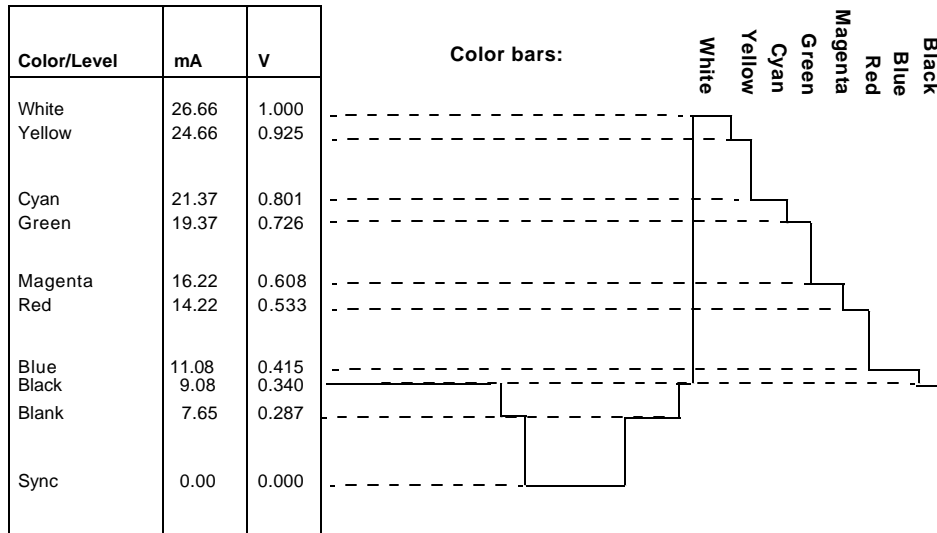 Color/Level mA V
White 26.66 1.000
Yellow 24.66 0.925
Cyan 21.37 0.801
Green 19.37 0.726
Magenta 16.22 0.608
Red 14.22 0.533
Blue 11.08 0.415
Black 9.08 0.340
Blank 7.65 0.287
Sync 0.00 0.000
Color bars:
White
Yellow
Cyan
Green
Magenta
Red
Blue
Black